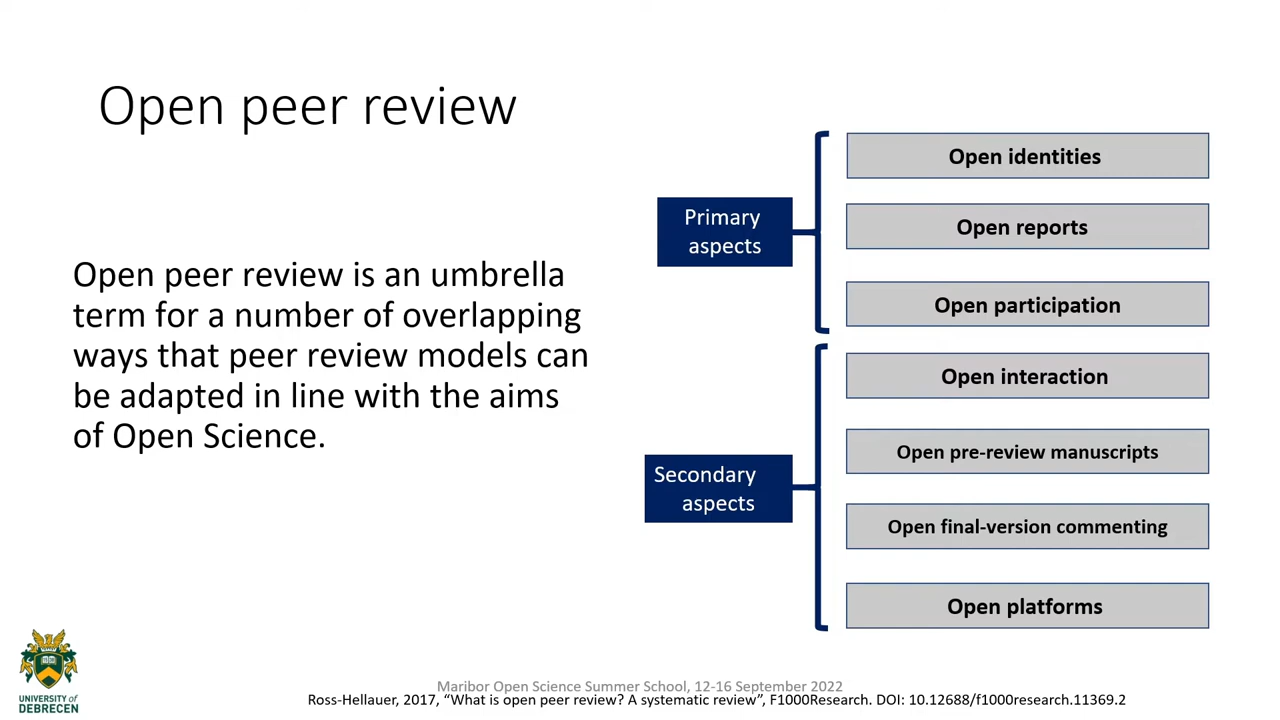 Open peer review
Open peer review is an umbrella
term for a number of overlapping
ways that peer review models can
be adapted in line with the aims
of Open Science.
Primary
aspects
Open identities
Open reports
Open participation
Secondary
aspects
Open interaction
Open pre-review manuscripts
Open final-version commenting
Open platforms
UNIVERSITY of
DEBRECEN
Maribor Open Science Summer School, 12-16 September 2022
Ross-Hellauer, 2017, “What is open peer review? A systematic review”, F1000Research. DOI: 10.12688/f1000research.11369.2